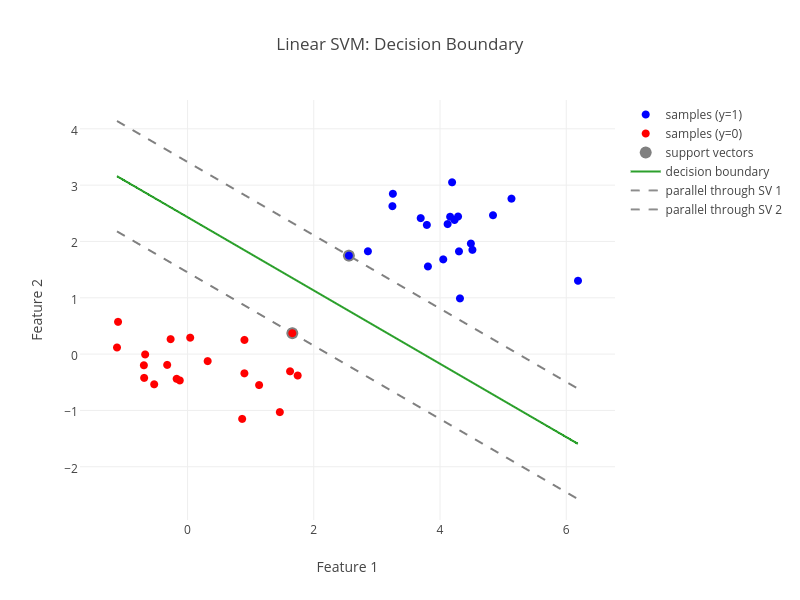 Linear SVM: Decision Boundary
samples (y=1)
samples (y=0)
support vectors
decision boundary
parallel through SV 1
parallel through SV 2
4
3
2
1
0
−1
−2
Feature 2
0
2
4
6
Feature 1